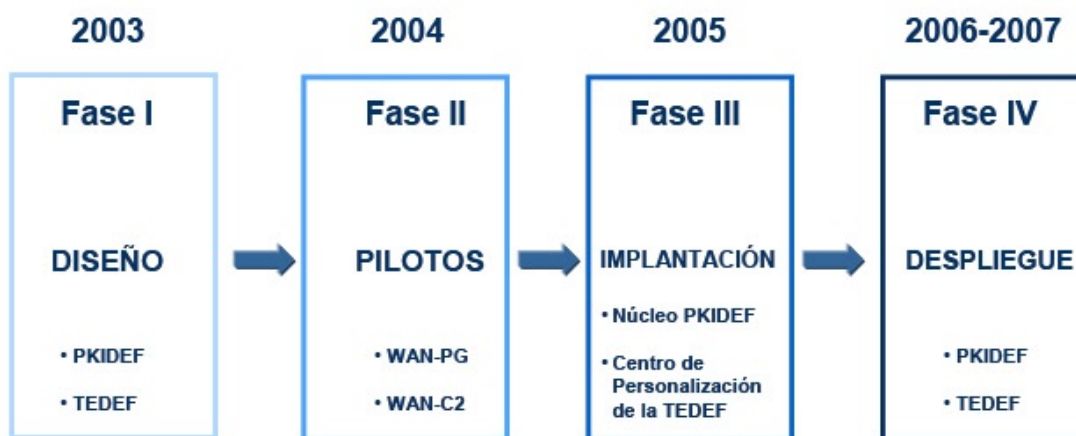 2003
Fase I
DISEÑO
• PKIDEF
• TEDEF
2004
Fase II
PILOTOS
• WAN-PG
• WAN-C2
2005
Fase III
IMPLANTACIÓN
• Núcleo PKIDEF
• Centro de
Personalización
de la TEDEF
2006-2007
Fase IV
DESPLIEGUE
• PKIDEF
• TEDEF